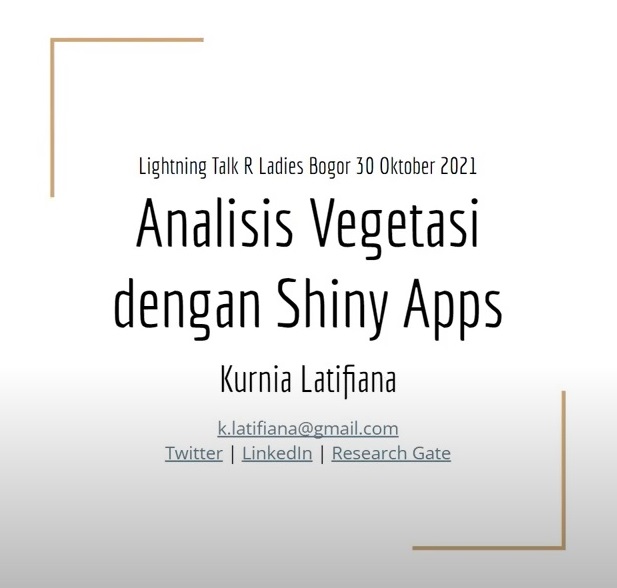 Lightning Talk R Ladies Bogor 30 Oktober 2021
Analisis Vegetasi
dengan Shiny Apps
Kurnia Latifiana
k.latifiana@gmail.com
Twitter | LinkedIn | Research Gate